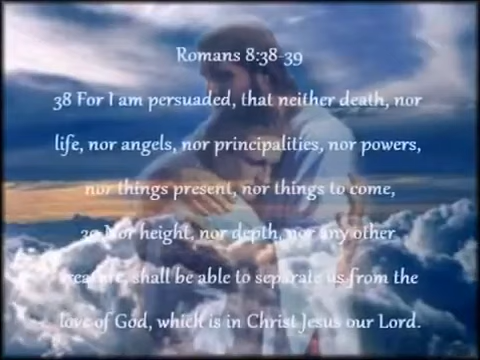 Romans 8:38-39
38 For I am persuaded, that neither death, nor
life, nor angels, nor principalities, nor powers,
nor things present, nor things to come,
39 Nor height, nor depth, nor any other
creature, shall be able to separate us from the
love of God, which is in Christ Jesus our Lord.